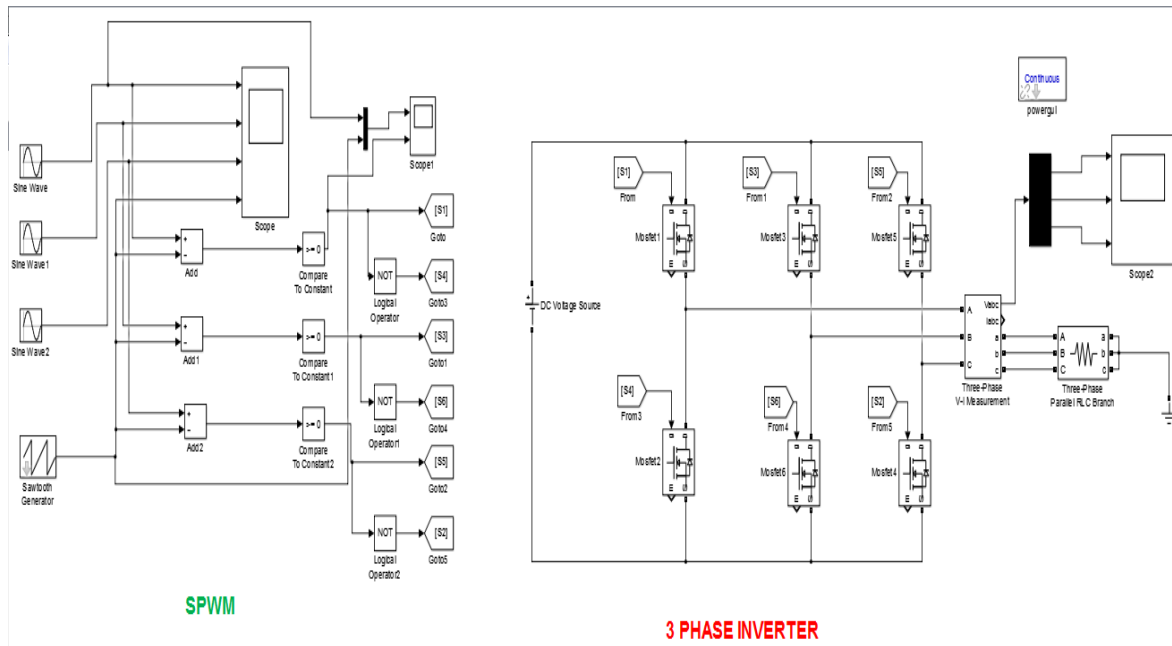 Sine Wave
Sine Wave1
Sine Wave2
Sawtooth
Generator
Scope
Scope1
+
−
Add
+
−
Add1
+
−
Add2
>= 0
Compare
To Constant
>= 0
Compare
To Constant1
>= 0
Compare
To Constant2
NOT
Logical
Operator
NOT
Logical
Operator1
NOT
Logical
Operator2
[S1]
Goto
[S4]
Goto3
[S3]
Goto1
[S6]
Goto4
[S5]
Goto2
[S2]
Goto5
SPWM
Continuous
powergui
[S1]
From
[S3]
From1
[S5]
From2
Mosfet1
Mosfet3
Mosfet5
+
DC Voltage Source
[S4]
From3
[S6]
From4
[S2]
From5
Mosfet2
Mosfet6
Mosfet4
Vabc
Iabc
A
B
C
a
b
c
Three-Phase
V-I Measurement
A
B
C
a
b
c
Three-Phase
Parallel RLC Branch
Scope2
3 PHASE INVERTER